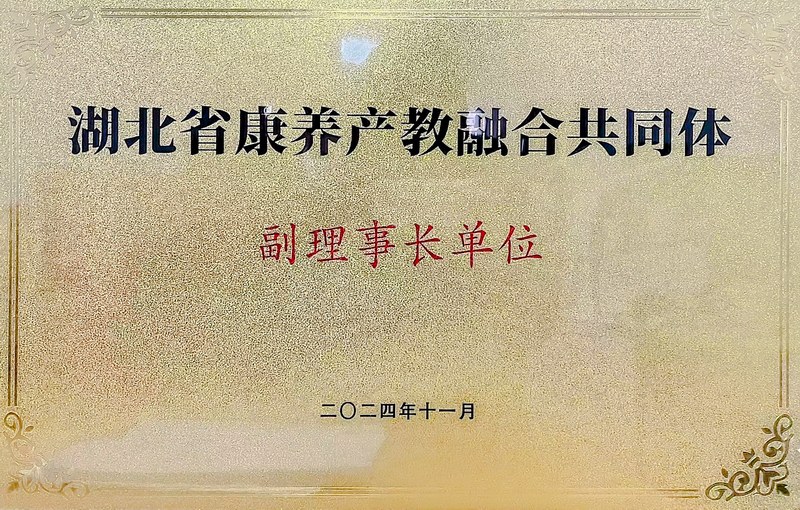 湖北省康养产教融合共同体
副理事长单位
二〇二四年十一月